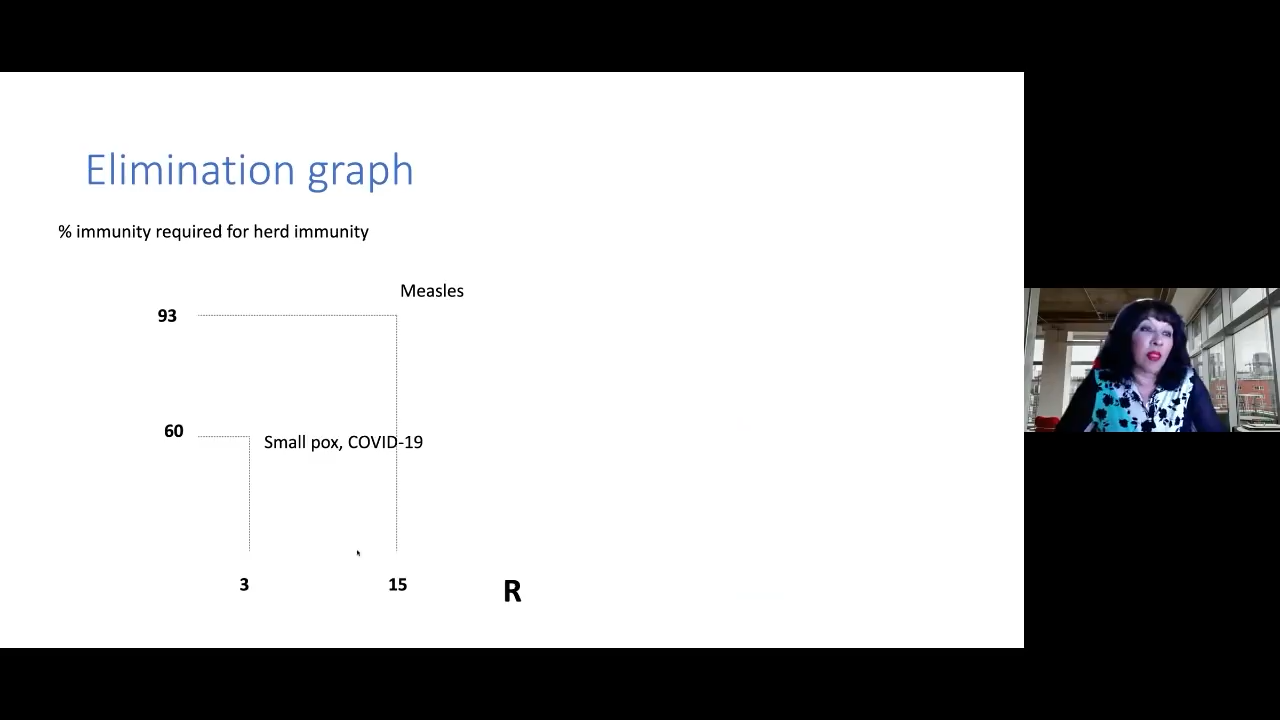 Elimination graph
% immunity required for herd immunity
Measles
93
60
Small pox, COVID-19
3
15
R